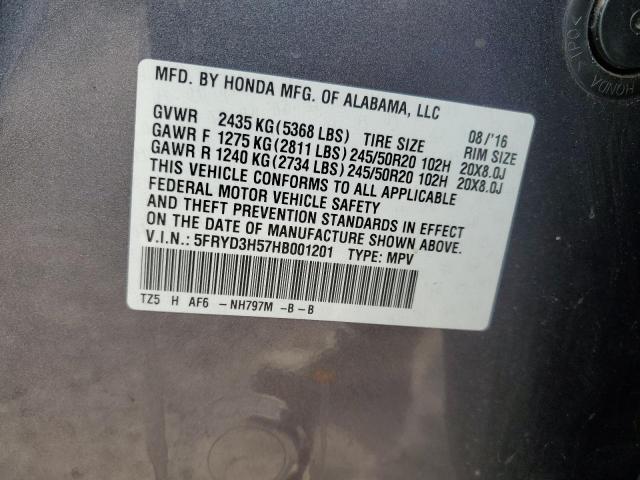 MFD. BY HONDA MFG. OF ALABAMA, LLC
GVWR 2435 KG(5368 LBS) TIRE SIZE 08/'16 RIM SIZE
GAWR F 1275 KG(2811 LBS)245/50R20 102H 20X8.0J
GAWR R 1240 KG(2734 LBS)245/50R20 102H 20X8.0J
THIS VEHICLE CONFORMS TO ALL APPLICABLE
FEDERAL MOTOR VEHICLE SAFETY
AND THEFT PREVENTION STANDARDS IN EFFECT
ON THE DATE OF MANUFACTURE SHOWN ABOVE.
V.I.N.: 5FRYD3H57HB001201 TYPE: MPV
TZ5 H AF6 -NH797M -B-B
HONDA >PO<